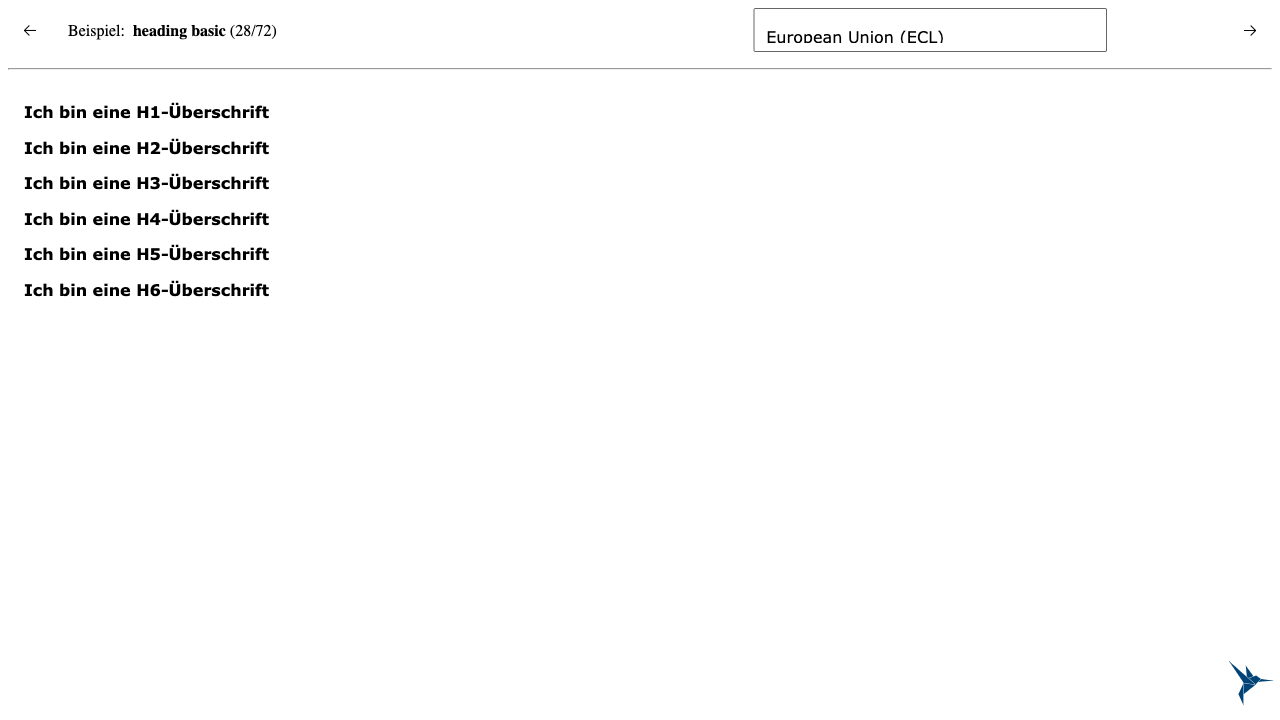 Beispiel: heading basic (28/72)
European Union (ECL)
Ich bin eine H1-Überschrift
Ich bin eine H2-Überschrift
Ich bin eine H3-Überschrift
Ich bin eine H4-Überschrift
Ich bin eine H5-Überschrift
Ich bin eine H6-Überschrift